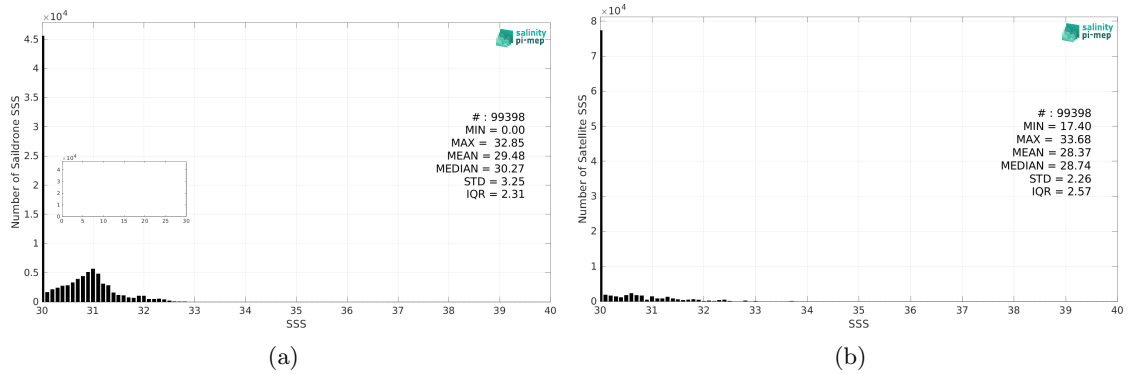 ×10⁴
4.5
4
3.5
3
2.5
2
1.5
1
0.5
0
Number of Saildrone SSS
30 31 32 33 34 35 36 37 38 39 40
SSS
salinity
pi-mep
# : 99398
MIN = 0.00
MAX = 32.85
MEAN = 29.48
MEDIAN = 30.27
STD = 3.25
IQR = 2.31
×10⁴
4
3
2
1
0
0 5 10 15 20 25 30
(a)
×10⁴
8
7
6
5
4
3
2
1
0
Number of Satellite SSS
30 31 32 33 34 35 36 37 38 39 40
SSS
salinity
pi-mep
# : 99398
MIN = 17.40
MAX = 33.68
MEAN = 28.37
MEDIAN = 28.74
STD = 2.26
IQR = 2.57
(b)